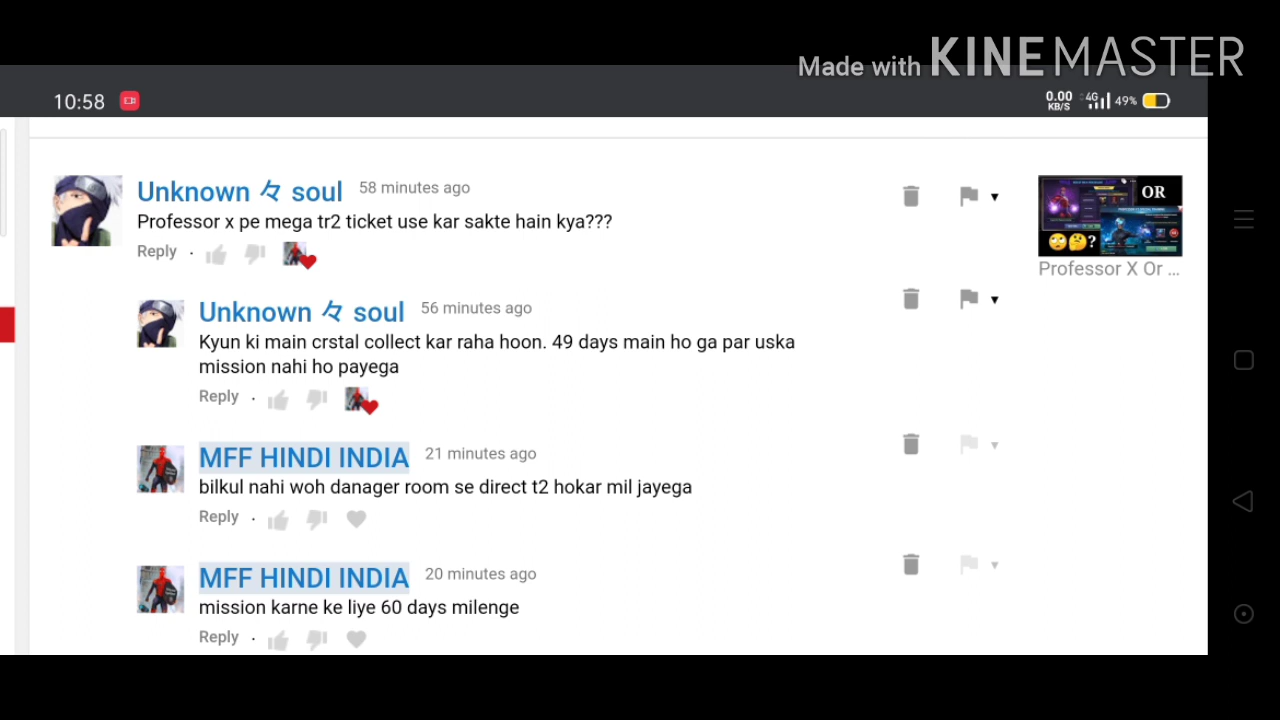 Made with KINEMASTER
10:58
0.00 KB/S 4G 49%
Unknown 々 soul 58 minutes ago
Professor x pe mega tr2 ticket use kar sakte hain kya???
Reply
OR
?
Professor X Or ...
Unknown 々 soul 56 minutes ago
Kyun ki main crstal collect kar raha hoon. 49 days main ho ga par uska
mission nahi ho payega
Reply
MFF HINDI INDIA 21 minutes ago
bilkul nahi woh danager room se direct t2 hokar mil jayega
Reply
MFF HINDI INDIA 20 minutes ago
mission karne ke liye 60 days milenge
Reply